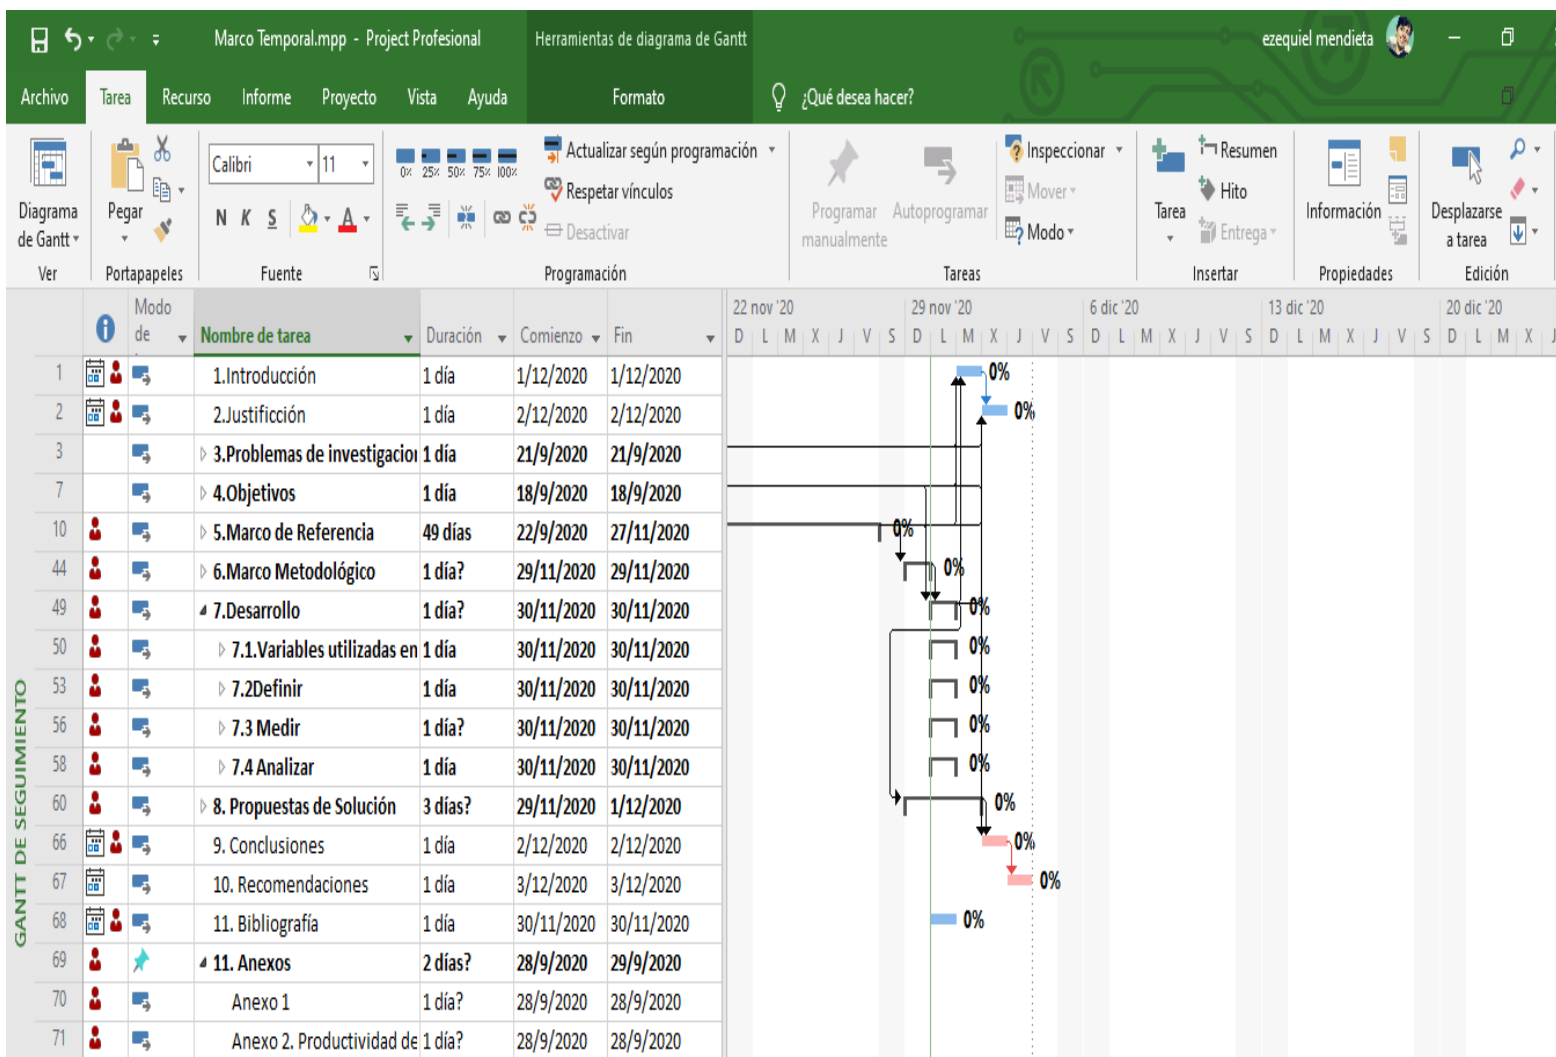 Marco Temporal.mpp - Project Profesional
Herramientas de diagrama de Gantt
ezequiel mendieta
Archivo Tarea Recurso Informe Proyecto Vista Ayuda Formato ¿Qué desea hacer?
Diagrama de Gantt
Ver
Pegar
Portapapeles
Calibri 11
N K S A
Fuente
0% 25% 50% 75% 100%
Actualizar según programación
Respetar vínculos
Desactivar
Programación
Programar manualmente
Autoprogramar
Inspeccionar
Mover
Modo
Tareas
Tarea
Resumen
Hito
Entrega
Insertar
Información
Propiedades
Desplazarse a tarea
Edición
Modo de Nombre de tarea Duración Comienzo Fin
22 nov '20 29 nov '20 6 dic '20 13 dic '20 20 dic '20
D L M X J V S D L M X J V S D L M X J V S D L M X J V S D L M X J
GANTT DE SEGUIMIENTO
1 1.Introducción 1 día 1/12/2020 1/12/2020 0%
2 2.Justificción 1 día 2/12/2020 2/12/2020 0%
3 3.Problemas de investigacion 1 día 21/9/2020 21/9/2020
7 4.Objetivos 1 día 18/9/2020 18/9/2020
10 5.Marco de Referencia 49 días 22/9/2020 27/11/2020 0%
44 6.Marco Metodológico 1 día? 29/11/2020 29/11/2020 0%
49 7.Desarrollo 1 día? 30/11/2020 30/11/2020 0%
50 7.1.Variables utilizadas en 1 día 30/11/2020 30/11/2020 0%
53 7.2Definir 1 día 30/11/2020 30/11/2020 0%
56 7.3 Medir 1 día? 30/11/2020 30/11/2020 0%
58 7.4 Analizar 1 día 30/11/2020 30/11/2020 0%
60 8. Propuestas de Solución 3 días? 29/11/2020 1/12/2020 0%
66 9. Conclusiones 1 día 2/12/2020 2/12/2020 0%
67 10. Recomendaciones 1 día 3/12/2020 3/12/2020 0%
68 11. Bibliografía 1 día 30/11/2020 30/11/2020 0%
69 11. Anexos 2 días? 28/9/2020 29/9/2020
70 Anexo 1 1 día? 28/9/2020 28/9/2020
71 Anexo 2. Productividad de 1 día? 28/9/2020 28/9/2020